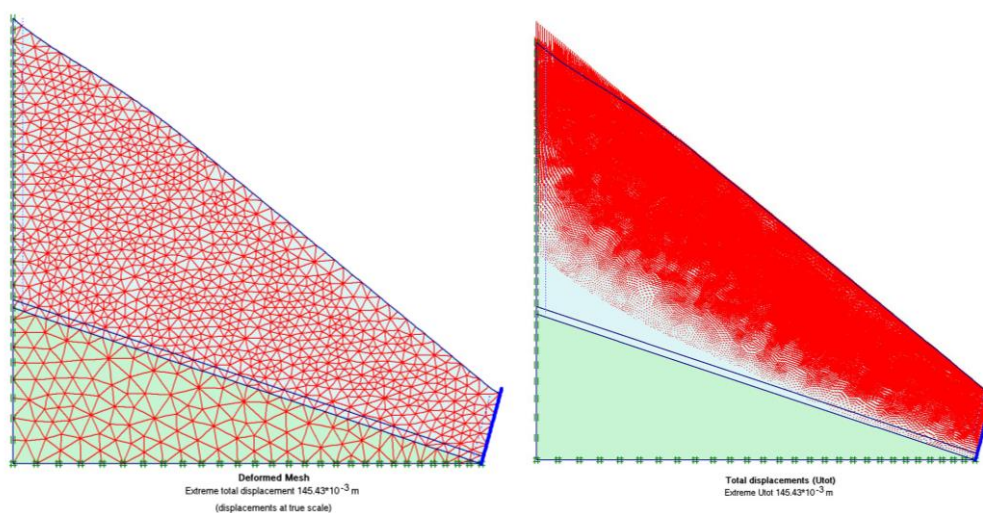 Deformed Mesh
Extreme total displacement 145.43*10-3 m
(displacements at true scale)
Total displacements (Utot)
Extreme Utot 145.43*10-3 m